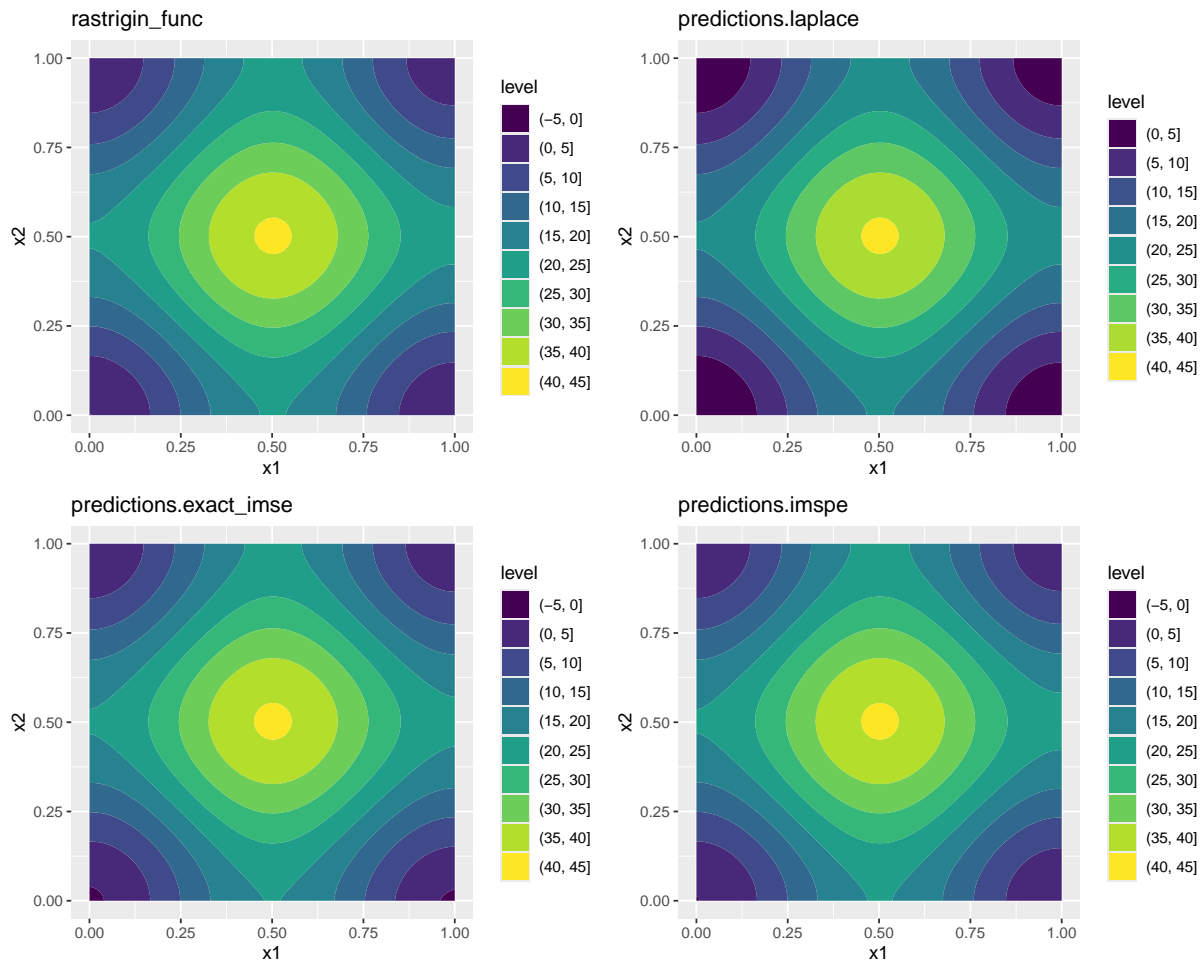 rastrigin_func
1.00
0.75
0.50
0.25
0.00
x2
0.00 0.25 0.50 0.75 1.00
x1
level
(−5, 0]
(0, 5]
(5, 10]
(10, 15]
(15, 20]
(20, 25]
(25, 30]
(30, 35]
(35, 40]
(40, 45]
predictions.laplace
1.00
0.75
0.50
0.25
0.00
x2
0.00 0.25 0.50 0.75 1.00
x1
level
(0, 5]
(5, 10]
(10, 15]
(15, 20]
(20, 25]
(25, 30]
(30, 35]
(35, 40]
(40, 45]
predictions.exact_imse
1.00
0.75
0.50
0.25
0.00
x2
0.00 0.25 0.50 0.75 1.00
x1
level
(−5, 0]
(0, 5]
(5, 10]
(10, 15]
(15, 20]
(20, 25]
(25, 30]
(30, 35]
(35, 40]
(40, 45]
predictions.imspe
1.00
0.75
0.50
0.25
0.00
x2
0.00 0.25 0.50 0.75 1.00
x1
level
(−5, 0]
(0, 5]
(5, 10]
(10, 15]
(15, 20]
(20, 25]
(25, 30]
(30, 35]
(35, 40]
(40, 45]